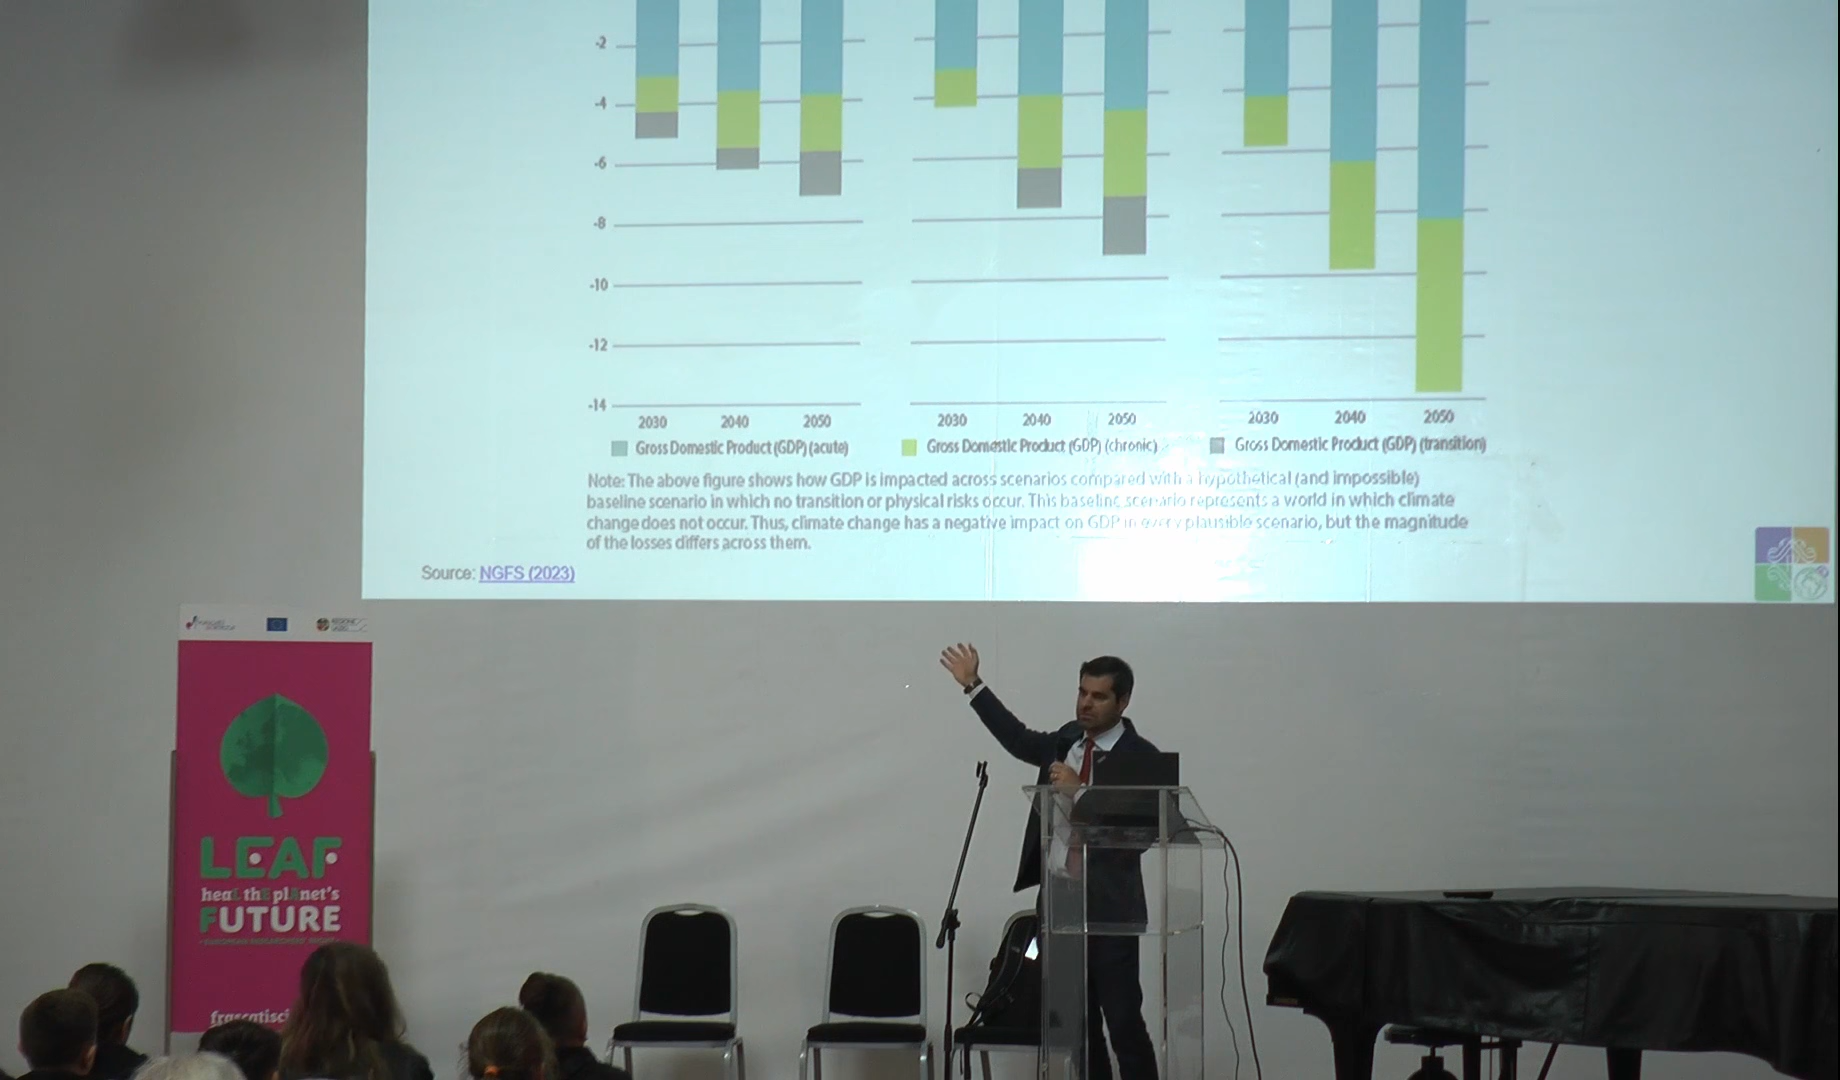 -2
-4
-6
-8
-10
-12
-14
2030 2040 2050 2030 2040 2050 2030 2040 2050
Gross Domestic Product (GDP) (acute) Gross Domestic Product (GDP) (chronic) Gross Domestic Product (GDP) (transition)
Note: The above figure shows how GDP is impacted across scenarios compared with a hypothetical (and impossible)
baseline scenario in which no transition or physical risks occur. This baseline scenario represents a world in which climate
change does not occur. Thus, climate change has a negative impact on GDP in every plausible scenario, but the magnitude
of the losses differs across them.
Source: NGFS (2023)
LEAF
heal the planet's
FUTURE
frascatisci